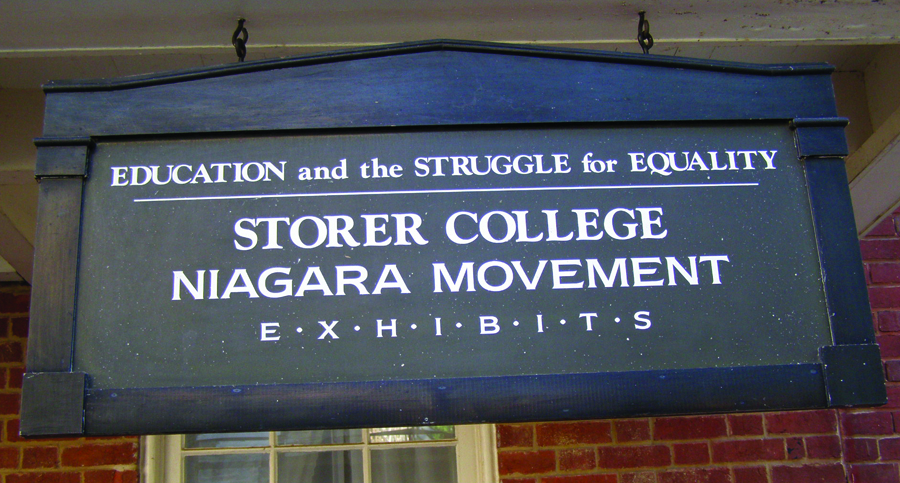 EDUCATION and the STRUGGLE for EQUALITY
STORER COLLEGE
NIAGARA MOVEMENT
E·X·H·I·B·I·T·S